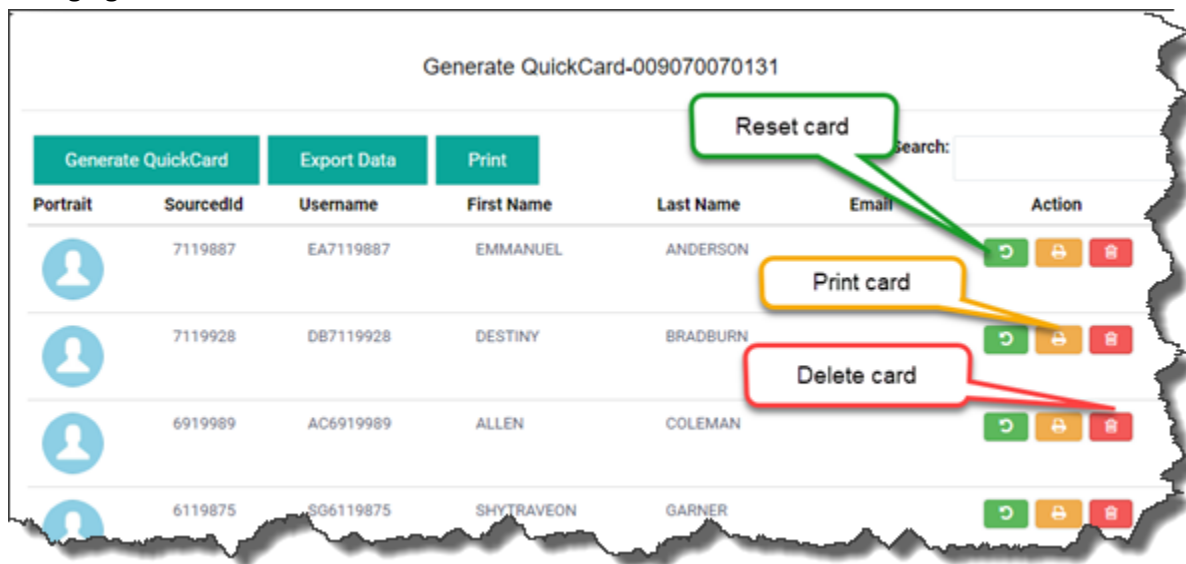 Generate QuickCard-009070070131
Reset card
Generate QuickCard Export Data Print Search:
Portrait SourcedId Username First Name Last Name Email Action
7119887 EA7119887 EMMANUEL ANDERSON
Print card
7119928 DB7119928 DESTINY BRADBURN
Delete card
6919989 AC6919989 ALLEN COLEMAN
6119875 SG6119875 SHYTRAVEON GARNER